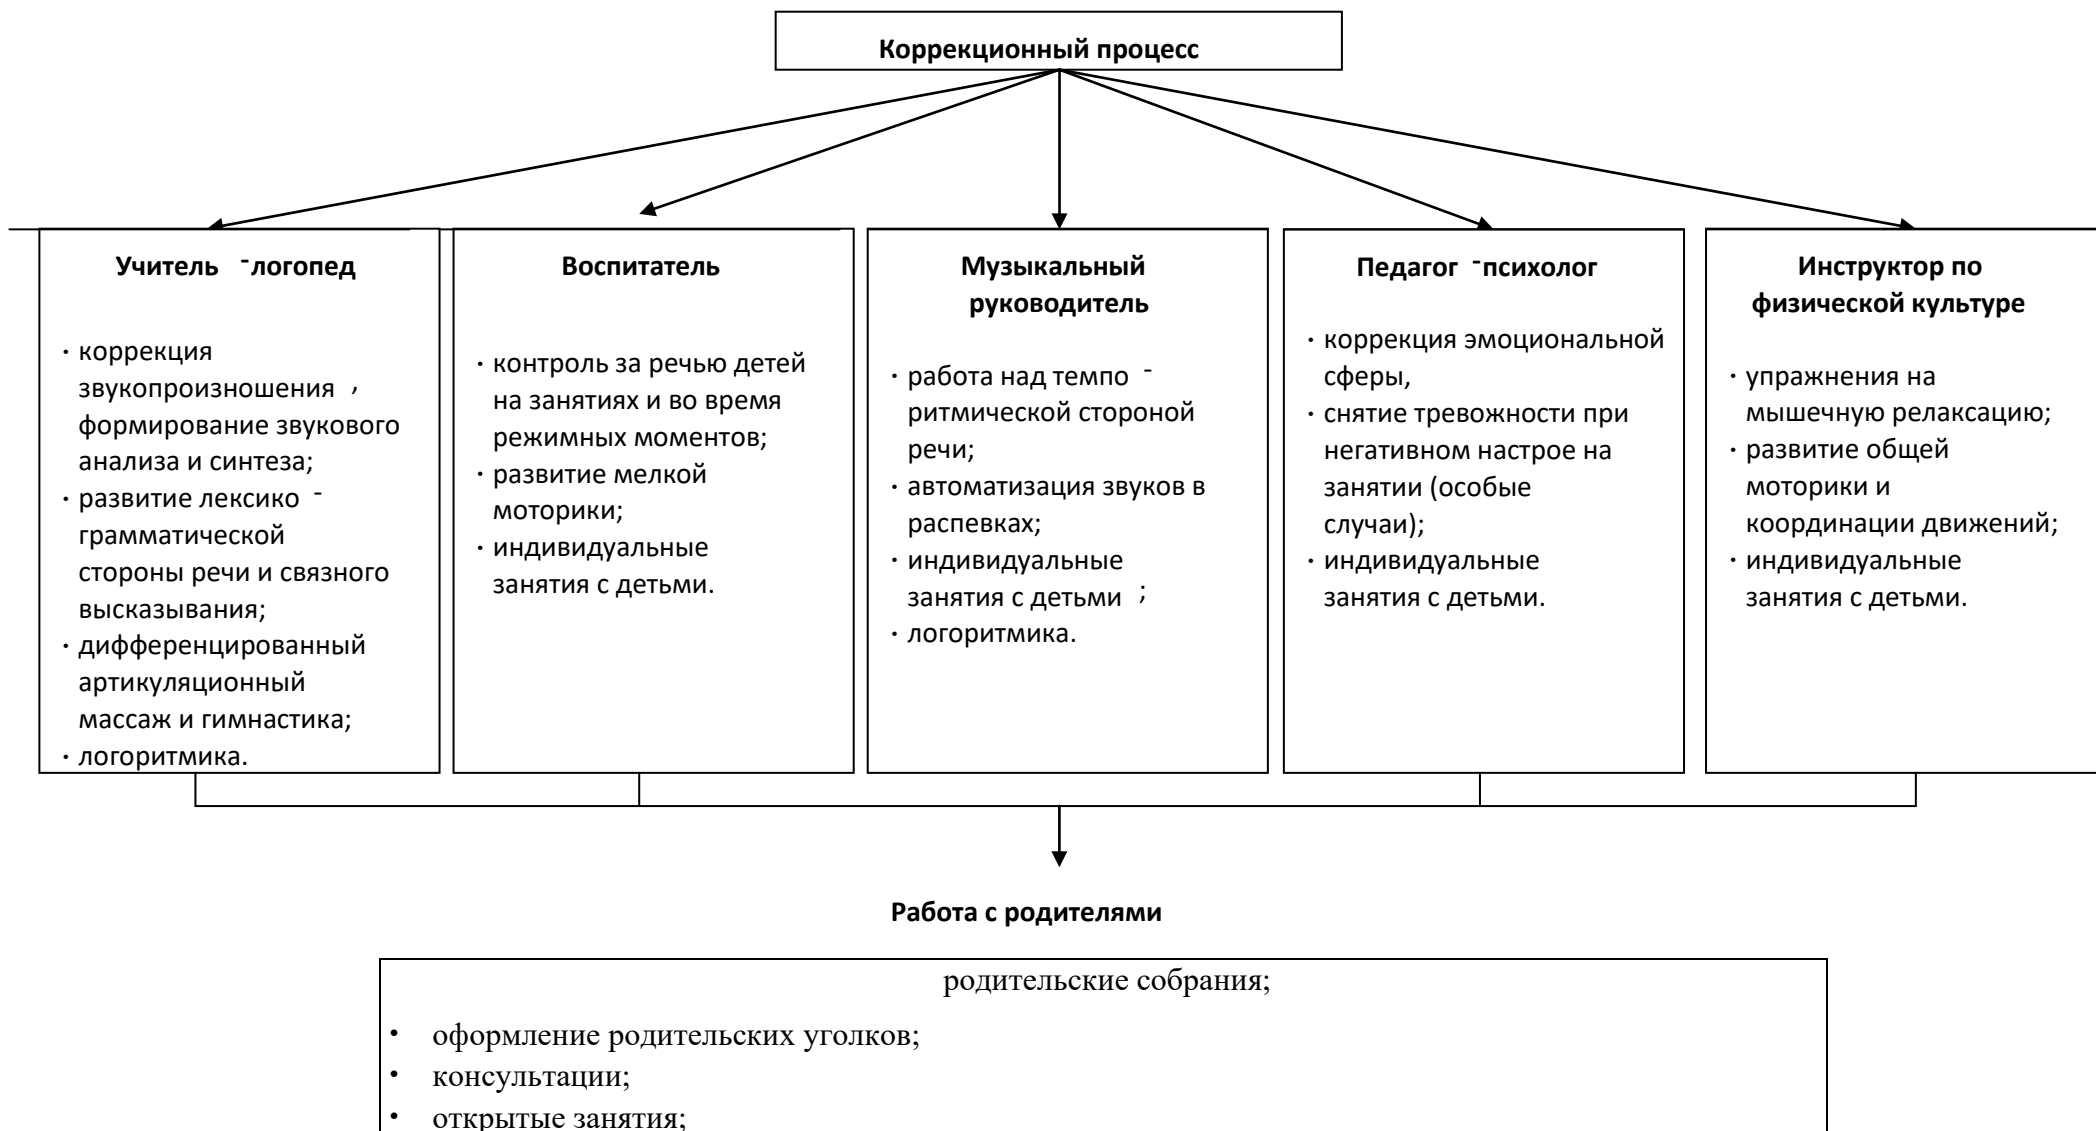 Коррекционный процесс
Учитель -логопед
· коррекция
звукопроизношения ,
формирование звукового
анализа и синтеза;
· развитие лексико -
грамматической
стороны речи и связного
высказывания;
· дифференцированный
артикуляционный
массаж и гимнастика;
· логоритмика.
Воспитатель
· контроль за речью детей
на занятиях и во время
режимных моментов;
· развитие мелкой
моторики;
· индивидуальные
занятия с детьми.
Музыкальный
руководитель
· работа над темпо -
ритмической стороной
речи;
· автоматизация звуков в
распевках;
· индивидуальные
занятия с детьми ;
· логоритмика.
Педагог -психолог
· коррекция эмоциональной
сферы,
· снятие тревожности при
негативном настрое на
занятии (особые
случаи);
· индивидуальные
занятия с детьми.
Инструктор по
физической культуре
· упражнения на
мышечную релаксацию;
· развитие общей
моторики и
координации движений;
· индивидуальные
занятия с детьми.
Работа с родителями
родительские собрания;
• оформление родительских уголков;
• консультации;
• открытые занятия;